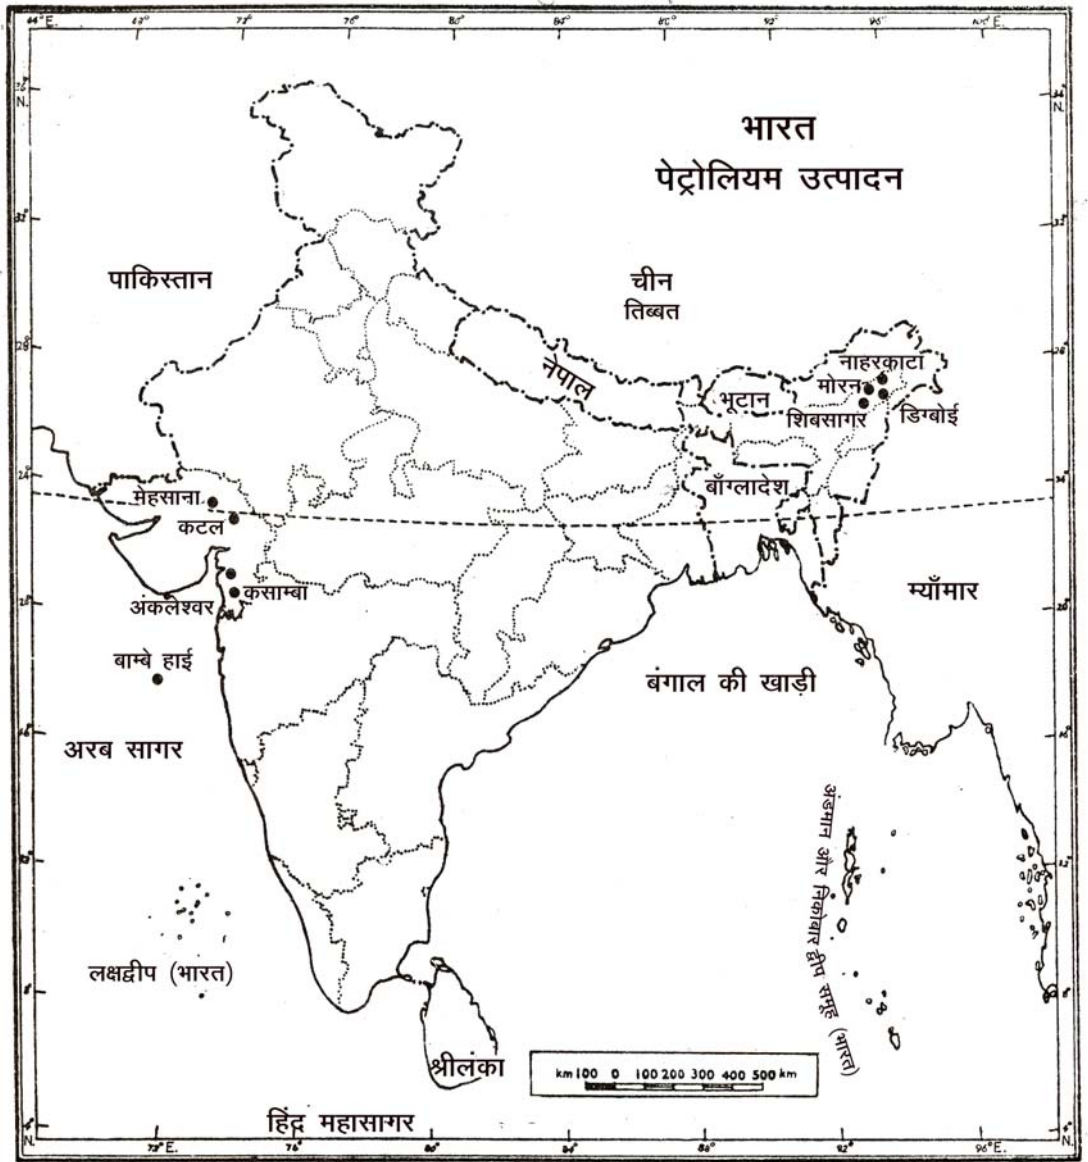 भारत
पेट्रोलियम उत्पादन
पाकिस्तान
चीन
तिब्बत
नेपाल
भूटान
नाहरकाटा
मोरन
शिबसागर
डिग्बोई
मेहसाना
कटल
बाँग्लादेश
अंकलेश्वर
कसाम्बा
म्याँमार
बाम्बे हाई
बंगाल की खाड़ी
अरब सागर
अंडमान और निकोबार द्वीप समूह (भारत)
लक्षद्वीप (भारत)
श्रीलंका
km 100 0 100 200 300 400 500 km
हिंद महासागर